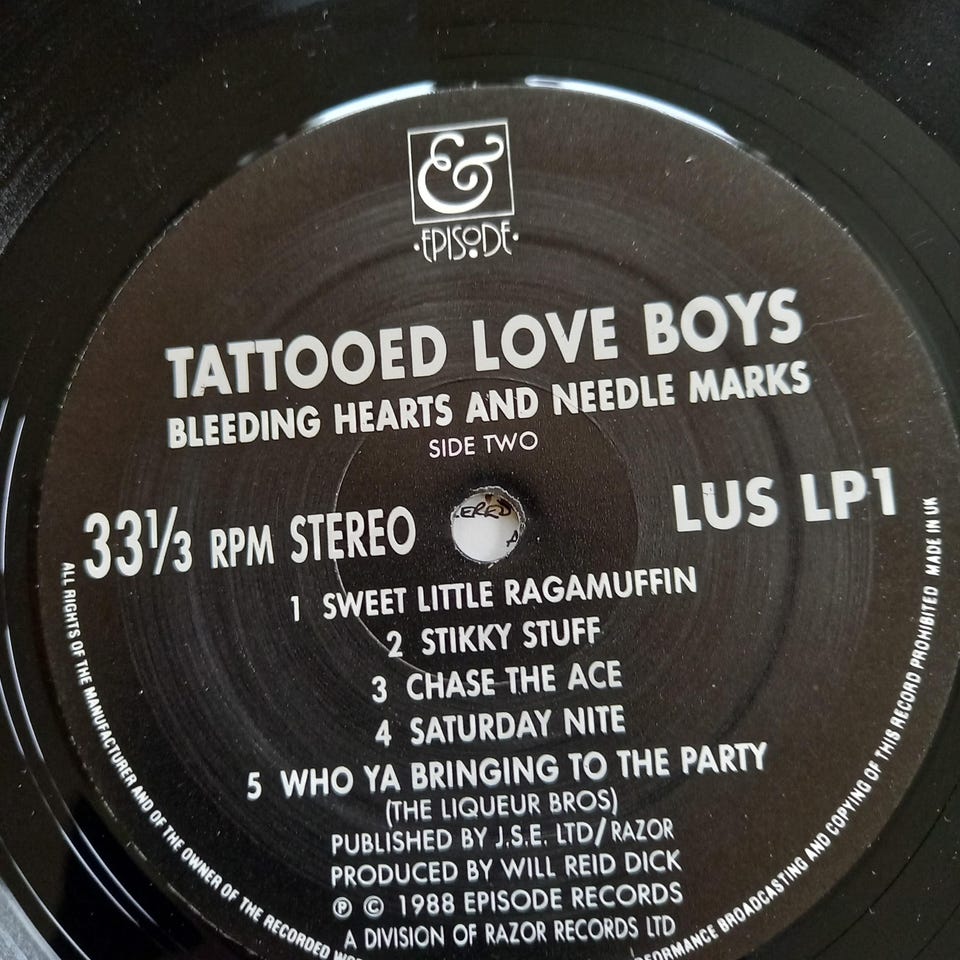 &
·EPISODE·
TATTOOED LOVE BOYS
BLEEDING HEARTS AND NEEDLE MARKS
SIDE TWO
33⅓ RPM STEREO
LUS LP1
1 SWEET LITTLE RAGAMUFFIN
2 STIKKY STUFF
3 CHASE THE ACE
4 SATURDAY NITE
5 WHO YA BRINGING TO THE PARTY
(THE LIQUEUR BROS)
PUBLISHED BY J.S.E. LTD/RAZOR
PRODUCED BY WILL REID DICK
℗ © 1988 EPISODE RECORDS
A DIVISION OF RAZOR RECORDS LTD
ALL RIGHTS OF THE MANUFACTURER AND OF THE OWNER OF THE RECORDED
BROADCASTING AND COPYING OF THIS RECORD PROHIBITED MADE IN UK